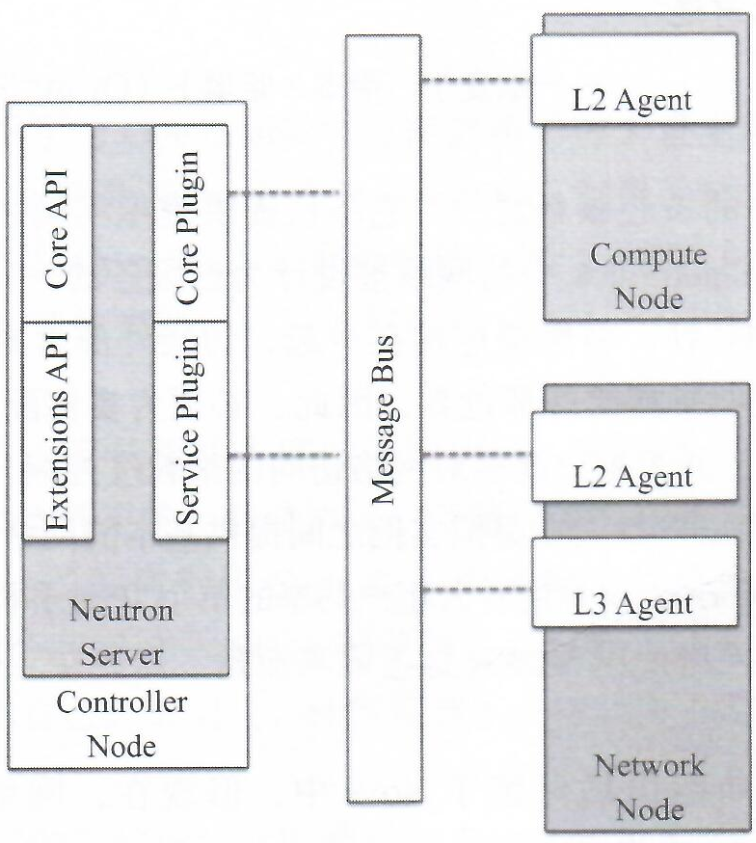 Core API
Extensions API
Core Plugin
Service Plugin
Neutron
Server
Controller
Node
Message Bus
L2 Agent
Compute
Node
L2 Agent
L3 Agent
Network
Node